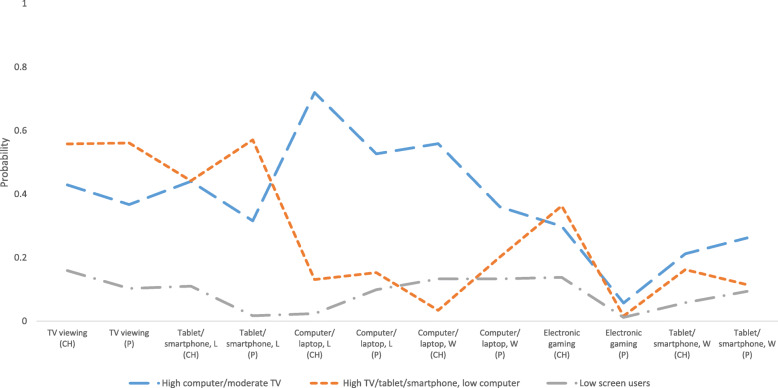 1
0.8
0.6
0.4
0.2
0
Probability
TV viewing
(CH)
TV viewing
(P)
Tablet/
smartphone, L
(CH)
Tablet/
smartphone, L
(P)
Computer/
laptop, L
(CH)
Computer/
laptop, L
(P)
Computer/
laptop, W
(CH)
Computer/
laptop, W
(P)
Electronic
gaming
(CH)
Electronic
gaming
(P)
Tablet/
smartphone, W
(CH)
Tablet/
smartphone, W
(P)
High computer/moderate TV
High TV/tablet/smartphone, low computer
Low screen users